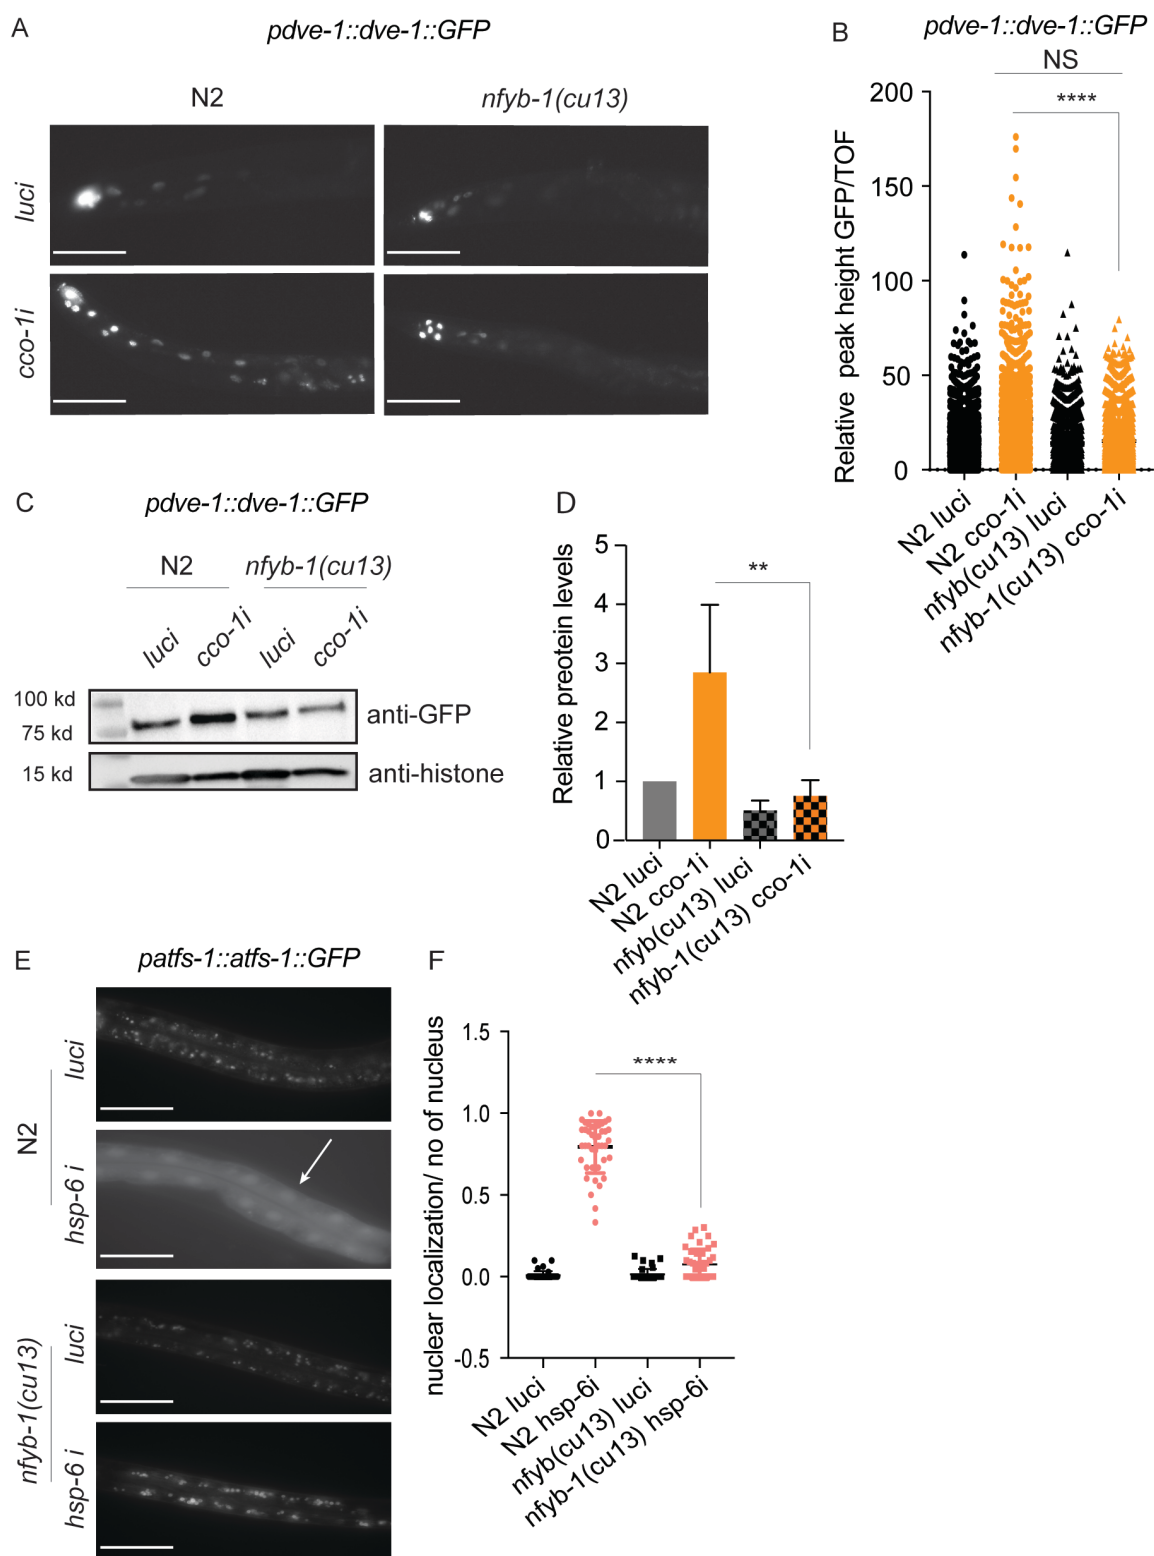 A
pdve-1::dve-1::GFP
N2
nfyb-1(cu13)
luci
cco-1i
B
pdve-1::dve-1::GFP
NS
****
Relative peak height GFP/TOF
200
150
100
50
0
N2 luci
N2 cco-1i
nfyb(cu13) luci
nfyb-1(cu13) cco-1i
C
pdve-1::dve-1::GFP
N2
nfyb-1(cu13)
luci
cco-1i
luci
cco-1i
100 kd
75 kd
15 kd
anti-GFP
anti-histone
D
**
Relative preotein levels
5
4
3
2
1
0
N2 luci
N2 cco-1i
nfyb(cu13) luci
nfyb-1(cu13) cco-1i
E
patfs-1::atfs-1::GFP
N2
luci
hsp-6 i
nfyb-1(cu13)
luci
hsp-6 i
F
****
nuclear localization/ no of nucleus
1.5
1.0
0.5
0.0
-0.5
N2 luci
N2 hsp-6i
nfyb(cu13) luci
nfyb-1(cu13) hsp-6i